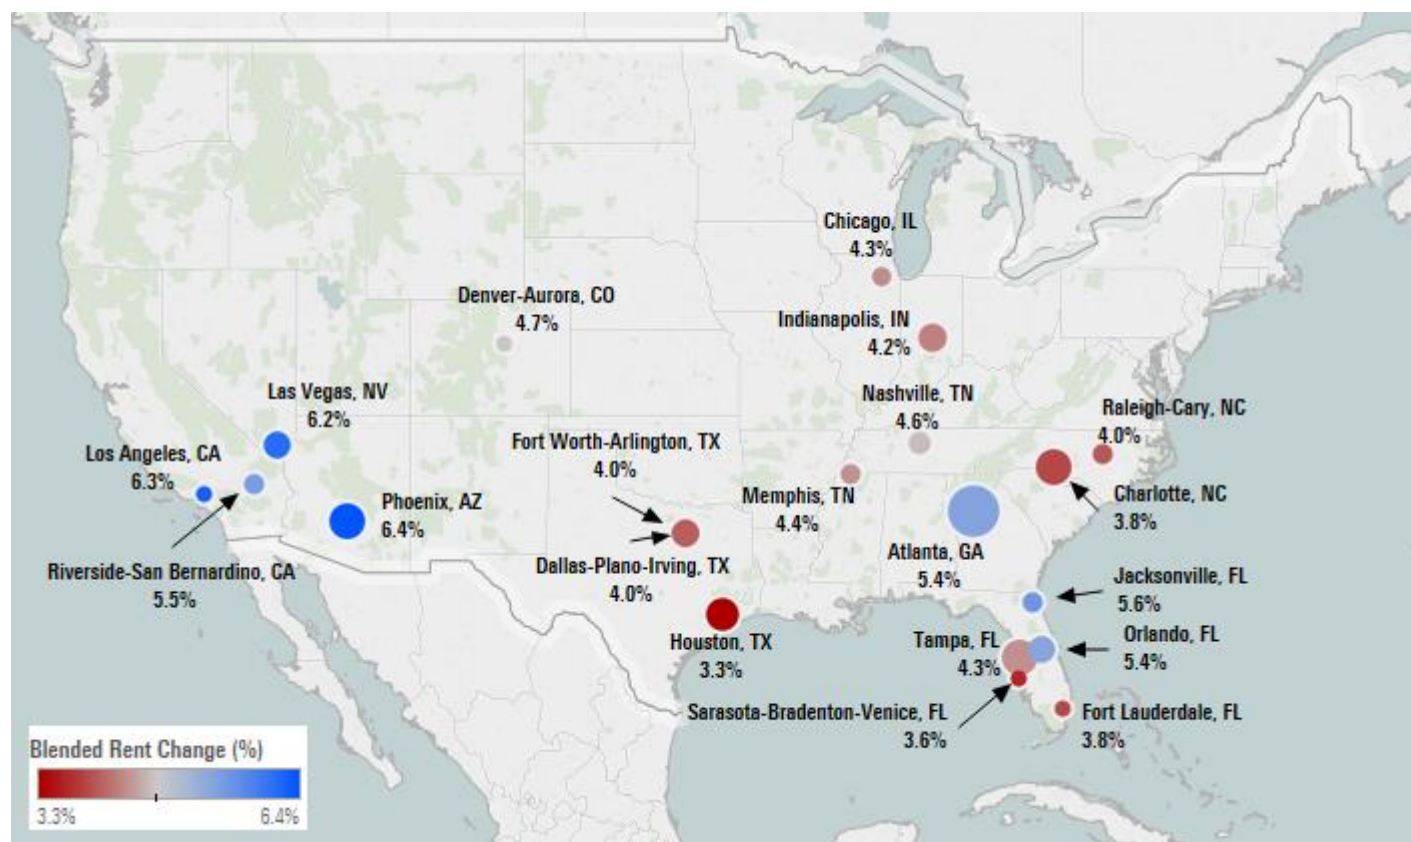 Chicago, IL
4.3%
Denver-Aurora, CO
4.7%
Indianapolis, IN
4.2%
Las Vegas, NV
6.2%
Nashville, TN
4.6%
Raleigh-Cary, NC
4.0%
Los Angeles, CA
6.3%
Fort Worth-Arlington, TX
4.0%
Phoenix, AZ
6.4%
Memphis, TN
4.4%
Charlotte, NC
3.8%
Riverside-San Bernardino, CA
5.5%
Dallas-Plano-Irving, TX
4.0%
Atlanta, GA
5.4%
Jacksonville, FL
5.6%
Houston, TX
3.3%
Tampa, FL
4.3%
Orlando, FL
5.4%
Sarasota-Bradenton-Venice, FL
3.6%
Fort Lauderdale, FL
3.8%
Blended Rent Change (%)
3.3% 6.4%